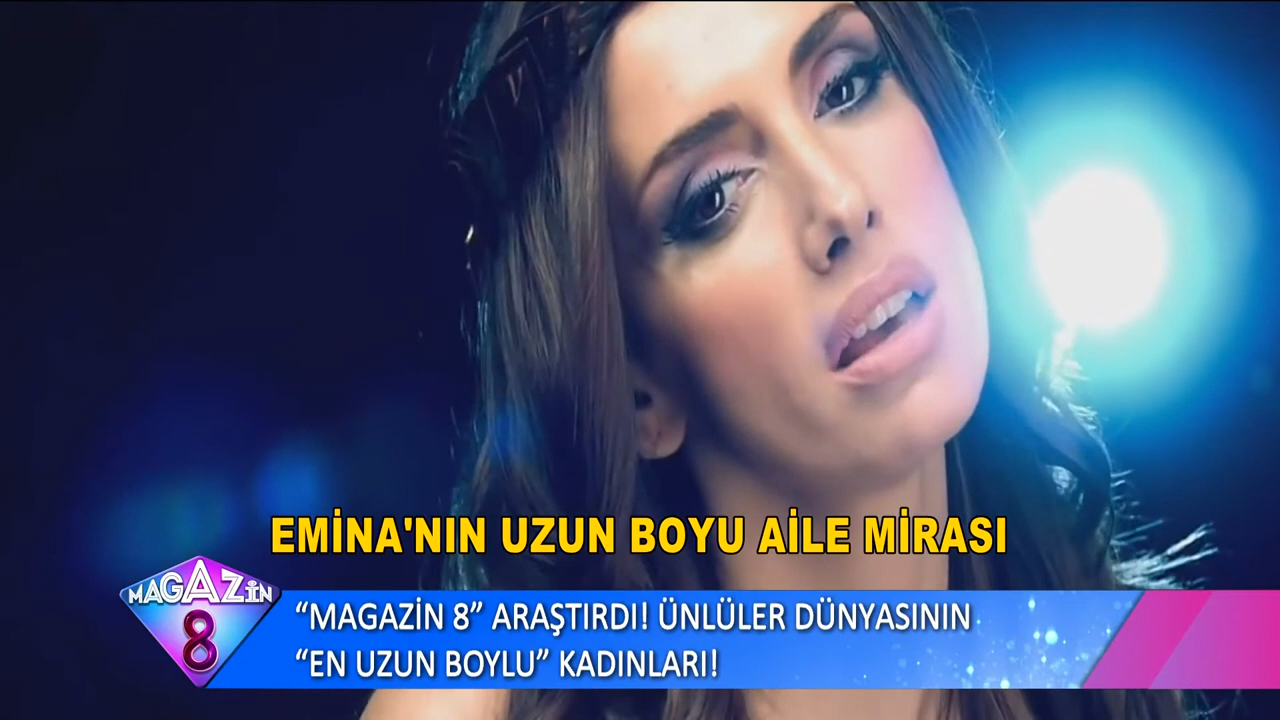 EMİNA'NIN UZUN BOYU AİLE MİRASI
MAGAZİN
8
“MAGAZİN 8” ARAŞTIRDI! ÜNLÜLER DÜNYASININ
“EN UZUN BOYLU” KADINLARI!